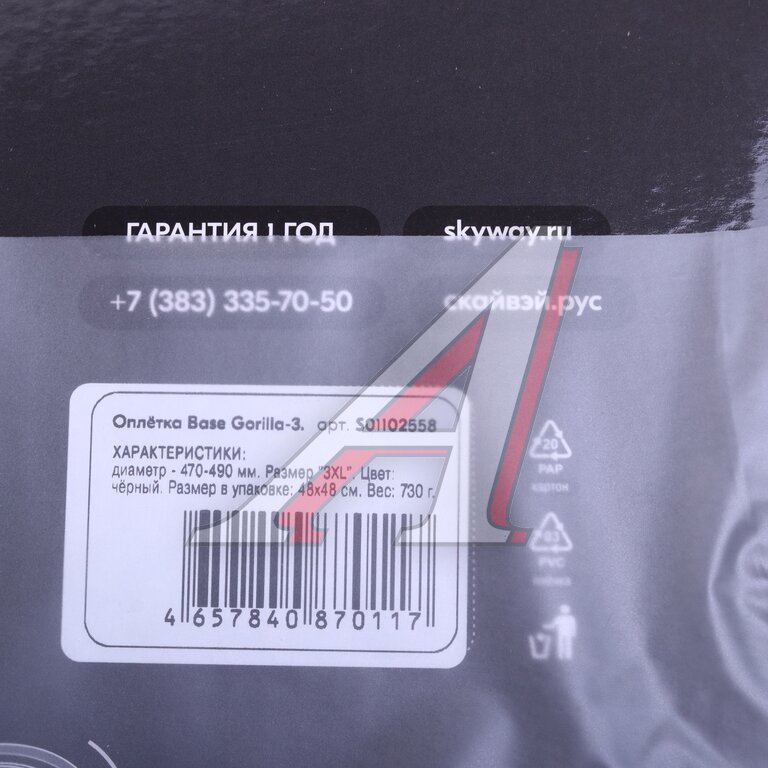 ГАРАНТИЯ 1 ГОД
skyway.ru
+7 (383) 335-70-50
скайвэй.рус
Оплётка Base Gorilla-3. арт. S01102558
ХАРАКТЕРИСТИКИ:
диаметр - 470-490 мм. Размер "3XL". Цвет:
чёрный. Размер в упаковке: 48x48 см. Вес: 730 г.
4 657840 870117
20
PAP
картон
03
PVC